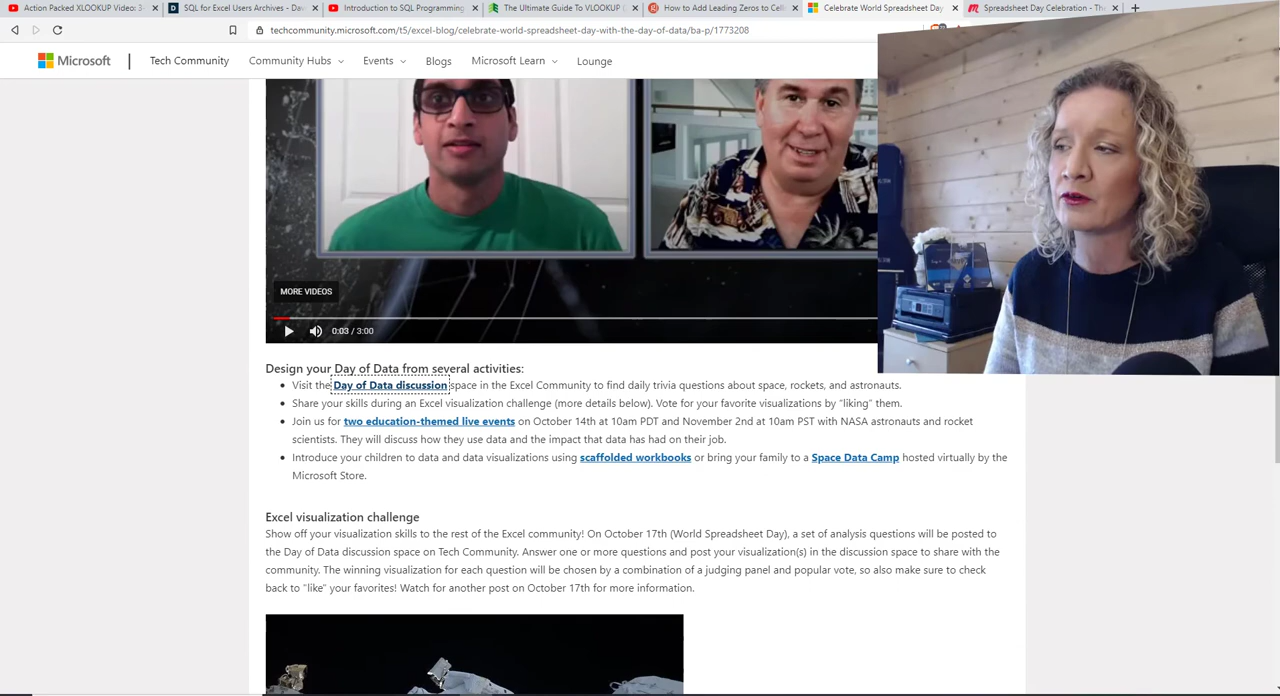 Action Packed XLOOKUP Video: 3
SQL for Excel Users Archives - Dav
Introduction to SQL Programming
The Ultimate Guide To VLOOKUP (
How to Add Leading Zeros to Cel
Celebrate World Spreadsheet Day
Spreadsheet Day Celebration - The
techcommunity.microsoft.com/t5/excel-blog/celebrate-world-spreadsheet-day-with-the-day-of-data/ba-p/1773208
Microsoft | Tech Community Community Hubs Events Blogs Microsoft Learn Lounge
MORE VIDEOS
0:03 / 3:00
Design your Day of Data from several activities:
Visit the Day of Data discussion space in the Excel Community to find daily trivia questions about space, rockets, and astronauts.
Share your skills during an Excel visualization challenge (more details below). Vote for your favorite visualizations by "liking" them.
Join us for two education-themed live events on October 14th at 10am PDT and November 2nd at 10am PST with NASA astronauts and rocket
scientists. They will discuss how they use data and the impact that data has had on their job.
Introduce your children to data and data visualizations using scaffolded workbooks or bring your family to a Space Data Camp hosted virtually by the
Microsoft Store.
Excel visualization challenge
Show off your visualization skills to the rest of the Excel community! On October 17th (World Spreadsheet Day), a set of analysis questions will be posted to
the Day of Data discussion space on Tech Community. Answer one or more questions and post your visualization(s) in the discussion space to share with the
community. The winning visualization for each question will be chosen by a combination of a judging panel and popular vote, so also make sure to check
back to "like" your favorites! Watch for another post on October 17th for more information.